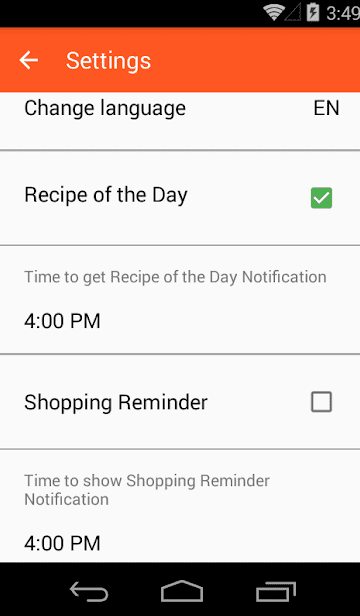 3:49
Settings
Change language EN
Recipe of the Day
Time to get Recipe of the Day Notification
4:00 PM
Shopping Reminder
Time to show Shopping Reminder
Notification
4:00 PM